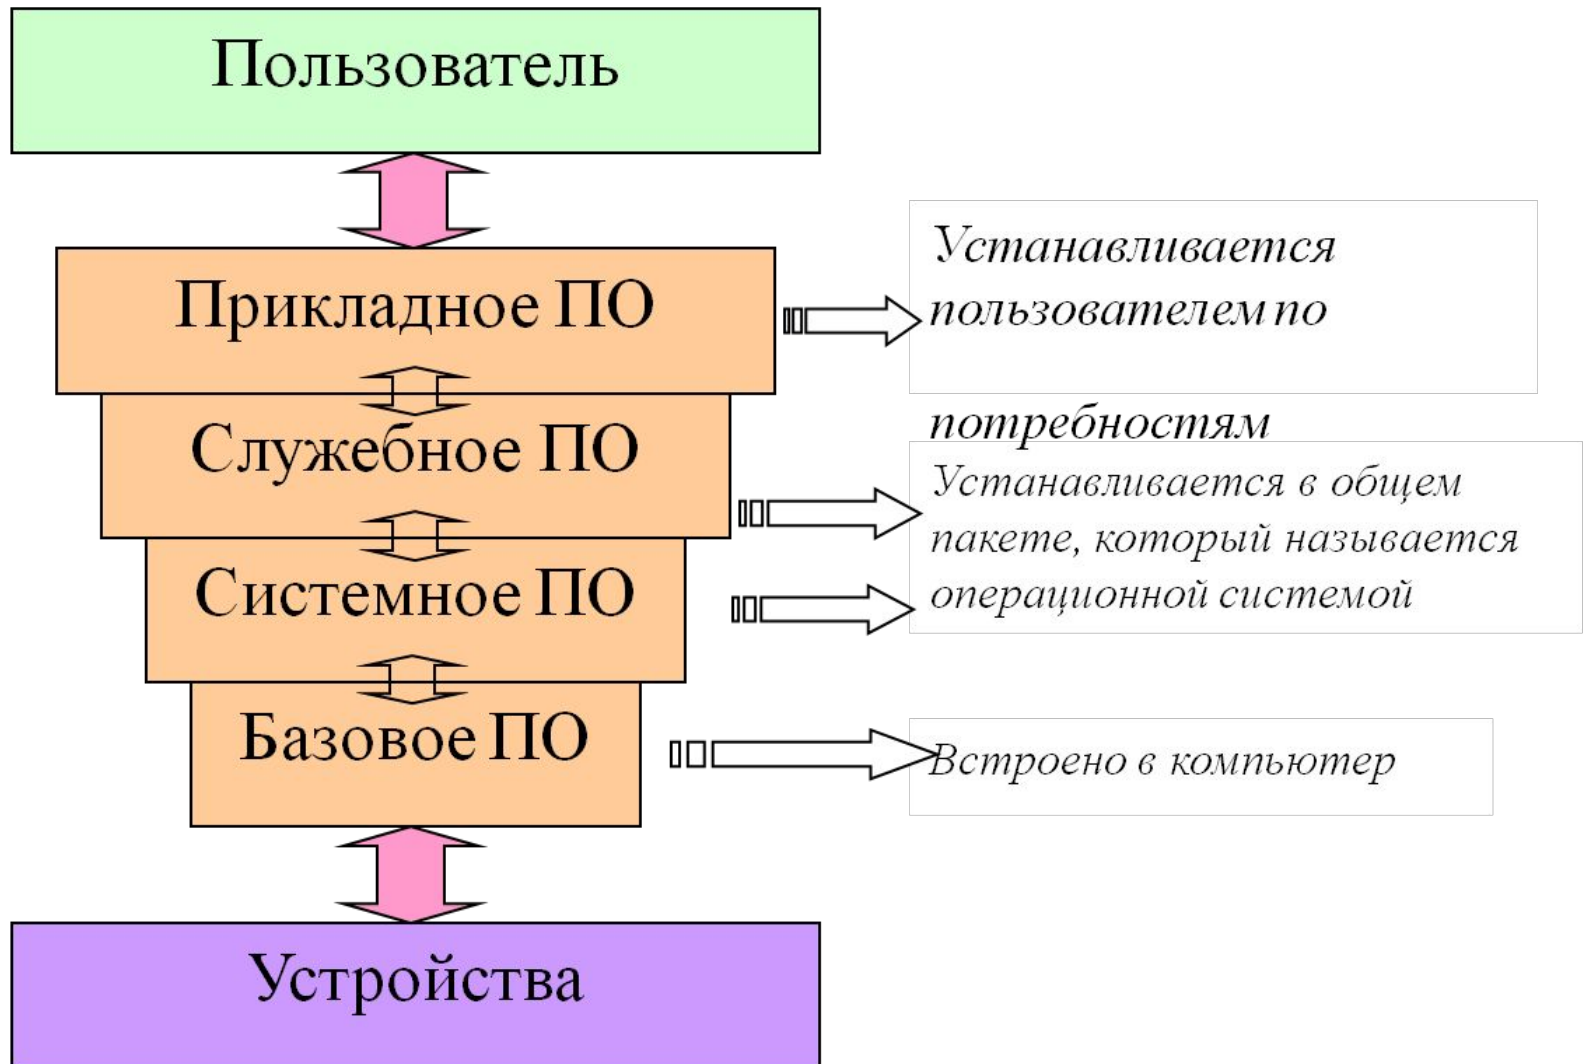 Пользователь
Прикладное ПО
Устанавливается
пользователем по
потребностям
Служебное ПО
Устанавливается в общем
пакете, который называется
операционной системой
Системное ПО
Базовое ПО
Встроено в компьютер
Устройства